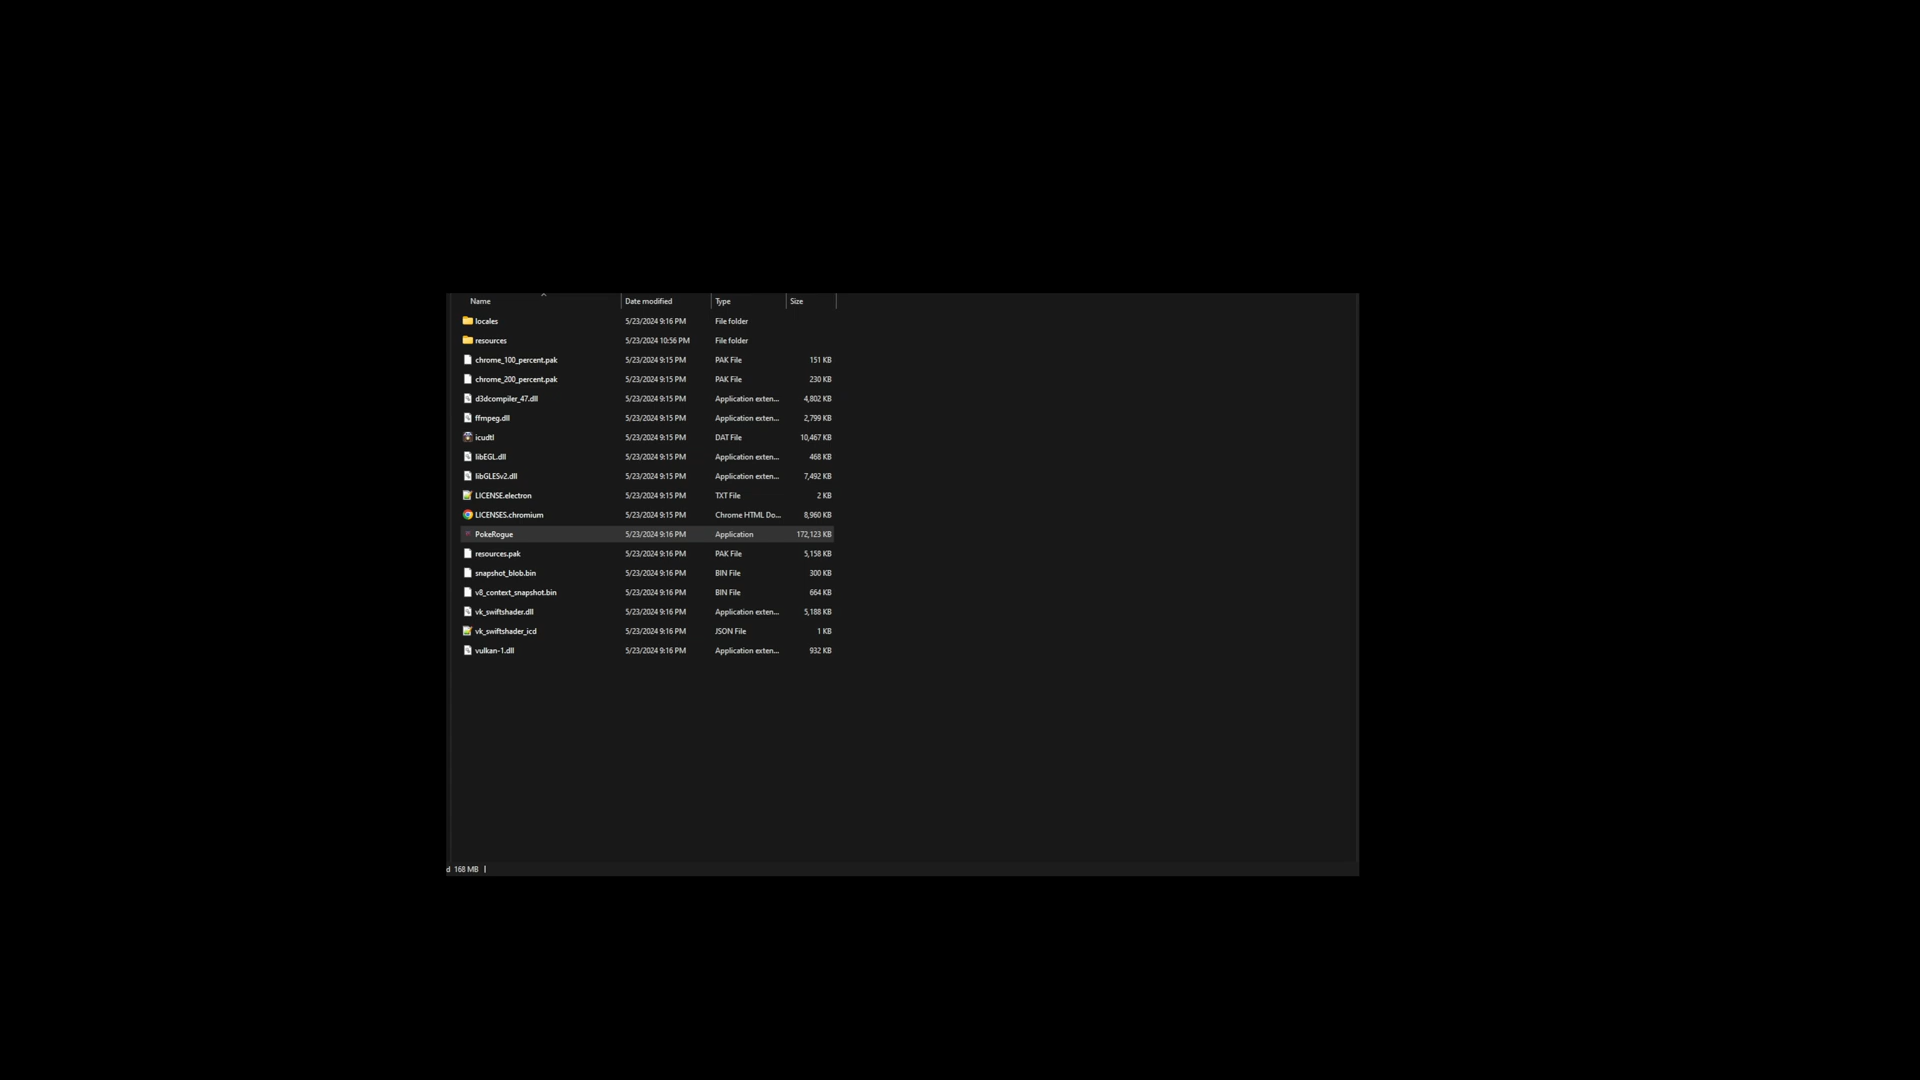 Name Date modified Type Size
locales 5/23/2024 9:16 PM File folder
resources 5/23/2024 10:56 PM File folder
chrome_100_percent.pak 5/23/2024 9:15 PM PAK File 151 KB
chrome_200_percent.pak 5/23/2024 9:15 PM PAK File 230 KB
d3dcompiler_47.dll 5/23/2024 9:15 PM Application exten... 4,802 KB
ffmpeg.dll 5/23/2024 9:15 PM Application exten... 2,799 KB
icudtl 5/23/2024 9:15 PM DAT File 10,467 KB
libEGL.dll 5/23/2024 9:15 PM Application exten... 468 KB
libGLESv2.dll 5/23/2024 9:15 PM Application exten... 7,492 KB
LICENSE.electron 5/23/2024 9:15 PM TXT File 2 KB
LICENSES.chromium 5/23/2024 9:15 PM Chrome HTML Do... 8,960 KB
PokeRogue 5/23/2024 9:16 PM Application 172,123 KB
resources.pak 5/23/2024 9:16 PM PAK File 5,158 KB
snapshot_blob.bin 5/23/2024 9:16 PM BIN File 300 KB
v8_context_snapshot.bin 5/23/2024 9:16 PM BIN File 664 KB
vk_swiftshader.dll 5/23/2024 9:16 PM Application exten... 5,188 KB
vk_swiftshader_icd 5/23/2024 9:16 PM JSON File 1 KB
vulkan-1.dll 5/23/2024 9:16 PM Application exten... 932 KB
d 168 MB